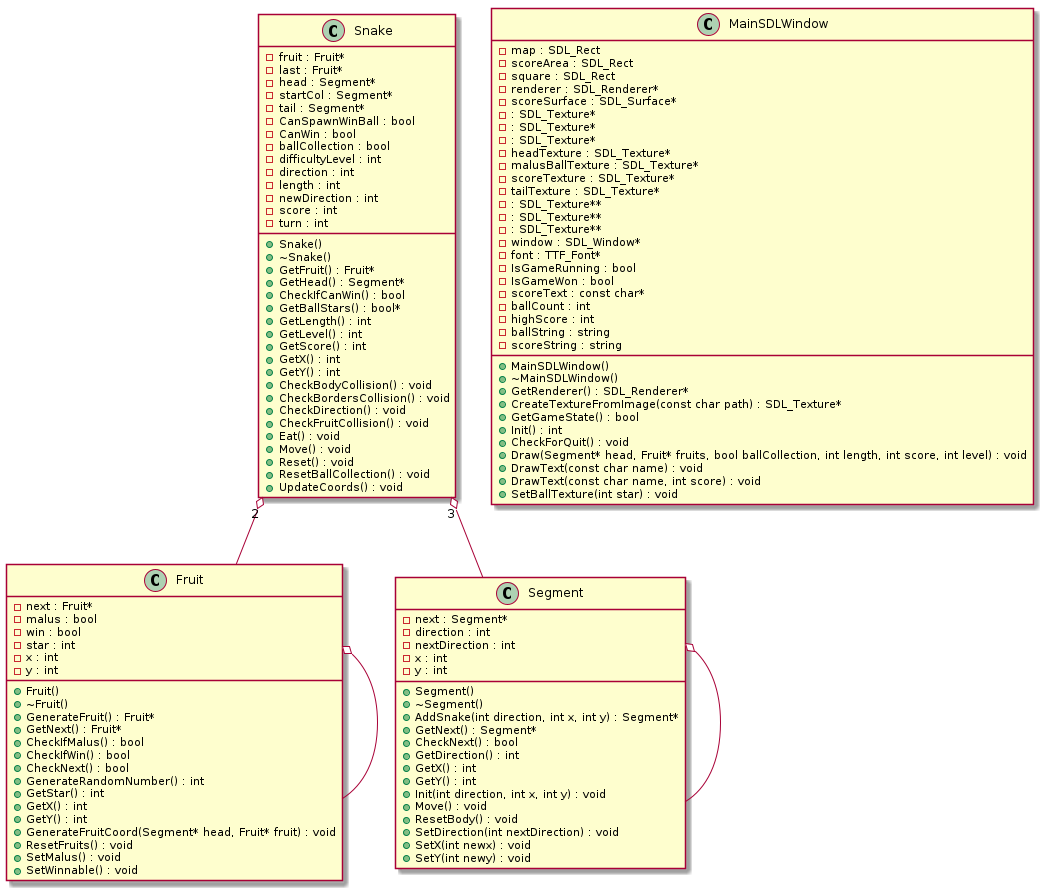 C Snake
fruit : Fruit*
last : Fruit*
head : Segment*
startCol : Segment*
tail : Segment*
CanSpawnWinBall : bool
CanWin : bool
ballCollection : bool
difficultyLevel : int
direction : int
length : int
newDirection : int
score : int
turn : int
Snake()
~Snake()
GetFruit() : Fruit*
GetHead() : Segment*
CheckIfCanWin() : bool
GetBallStars() : bool*
GetLength() : int
GetLevel() : int
GetScore() : int
GetX() : int
GetY() : int
CheckBodyCollision() : void
CheckBordersCollision() : void
CheckDirection() : void
CheckFruitCollision() : void
Eat() : void
Move() : void
Reset() : void
ResetBallCollection() : void
UpdateCoords() : void
C MainSDLWindow
map : SDL_Rect
scoreArea : SDL_Rect
square : SDL_Rect
renderer : SDL_Renderer*
scoreSurface : SDL_Surface*
: SDL_Texture*
: SDL_Texture*
: SDL_Texture*
headTexture : SDL_Texture*
malusBallTexture : SDL_Texture*
scoreTexture : SDL_Texture*
tailTexture : SDL_Texture*
: SDL_Texture**
: SDL_Texture**
: SDL_Texture**
window : SDL_Window*
font : TTF_Font*
IsGameRunning : bool
IsGameWon : bool
scoreText : const char*
ballCount : int
highScore : int
ballString : string
scoreString : string
MainSDLWindow()
~MainSDLWindow()
GetRenderer() : SDL_Renderer*
CreateTextureFromImage(const char path) : SDL_Texture*
GetGameState() : bool
Init() : int
CheckForQuit() : void
Draw(Segment* head, Fruit* fruits, bool ballCollection, int length, int score, int level) : void
DrawText(const char name) : void
DrawText(const char name, int score) : void
SetBallTexture(int star) : void
2
3
C Fruit
next : Fruit*
malus : bool
win : bool
star : int
x : int
y : int
Fruit()
~Fruit()
GenerateFruit() : Fruit*
GetNext() : Fruit*
CheckIfMalus() : bool
CheckIfWin() : bool
CheckNext() : bool
GenerateRandomNumber() : int
GetStar() : int
GetX() : int
GetY() : int
GenerateFruitCoord(Segment* head, Fruit* fruit) : void
ResetFruits() : void
SetMalus() : void
SetWinnable() : void
C Segment
next : Segment*
direction : int
nextDirection : int
x : int
y : int
Segment()
~Segment()
AddSnake(int direction, int x, int y) : Segment*
GetNext() : Segment*
CheckNext() : bool
GetDirection() : int
GetX() : int
GetY() : int
Init(int direction, int x, int y) : void
Move() : void
ResetBody() : void
SetDirection(int nextDirection) : void
SetX(int newx) : void
SetY(int newy) : void